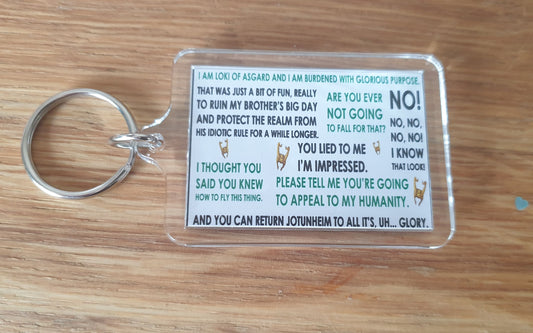 I AM LOKI OF ASGARD AND I AM BURDENED WITH GLORIOUS PURPOSE.
THAT WAS JUST A BIT OF FUN, REALLY
TO RUIN MY BROTHER'S BIG DAY
AND PROTECT THE REALM FROM
HIS IDIOTIC RULE FOR A WHILE LONGER.
ARE YOU EVER
NOT GOING
TO FALL FOR THAT?
NO!
NO, NO,
NO, NO!
I KNOW
THAT LOOK!
YOU LIED TO ME
I'M IMPRESSED.
I THOUGHT YOU
SAID YOU KNEW
HOW TO FLY THIS THING.
PLEASE TELL ME YOU'RE GOING
TO APPEAL TO MY HUMANITY.
AND YOU CAN RETURN JOTUNHEIM TO ALL IT'S, UH... GLORY.